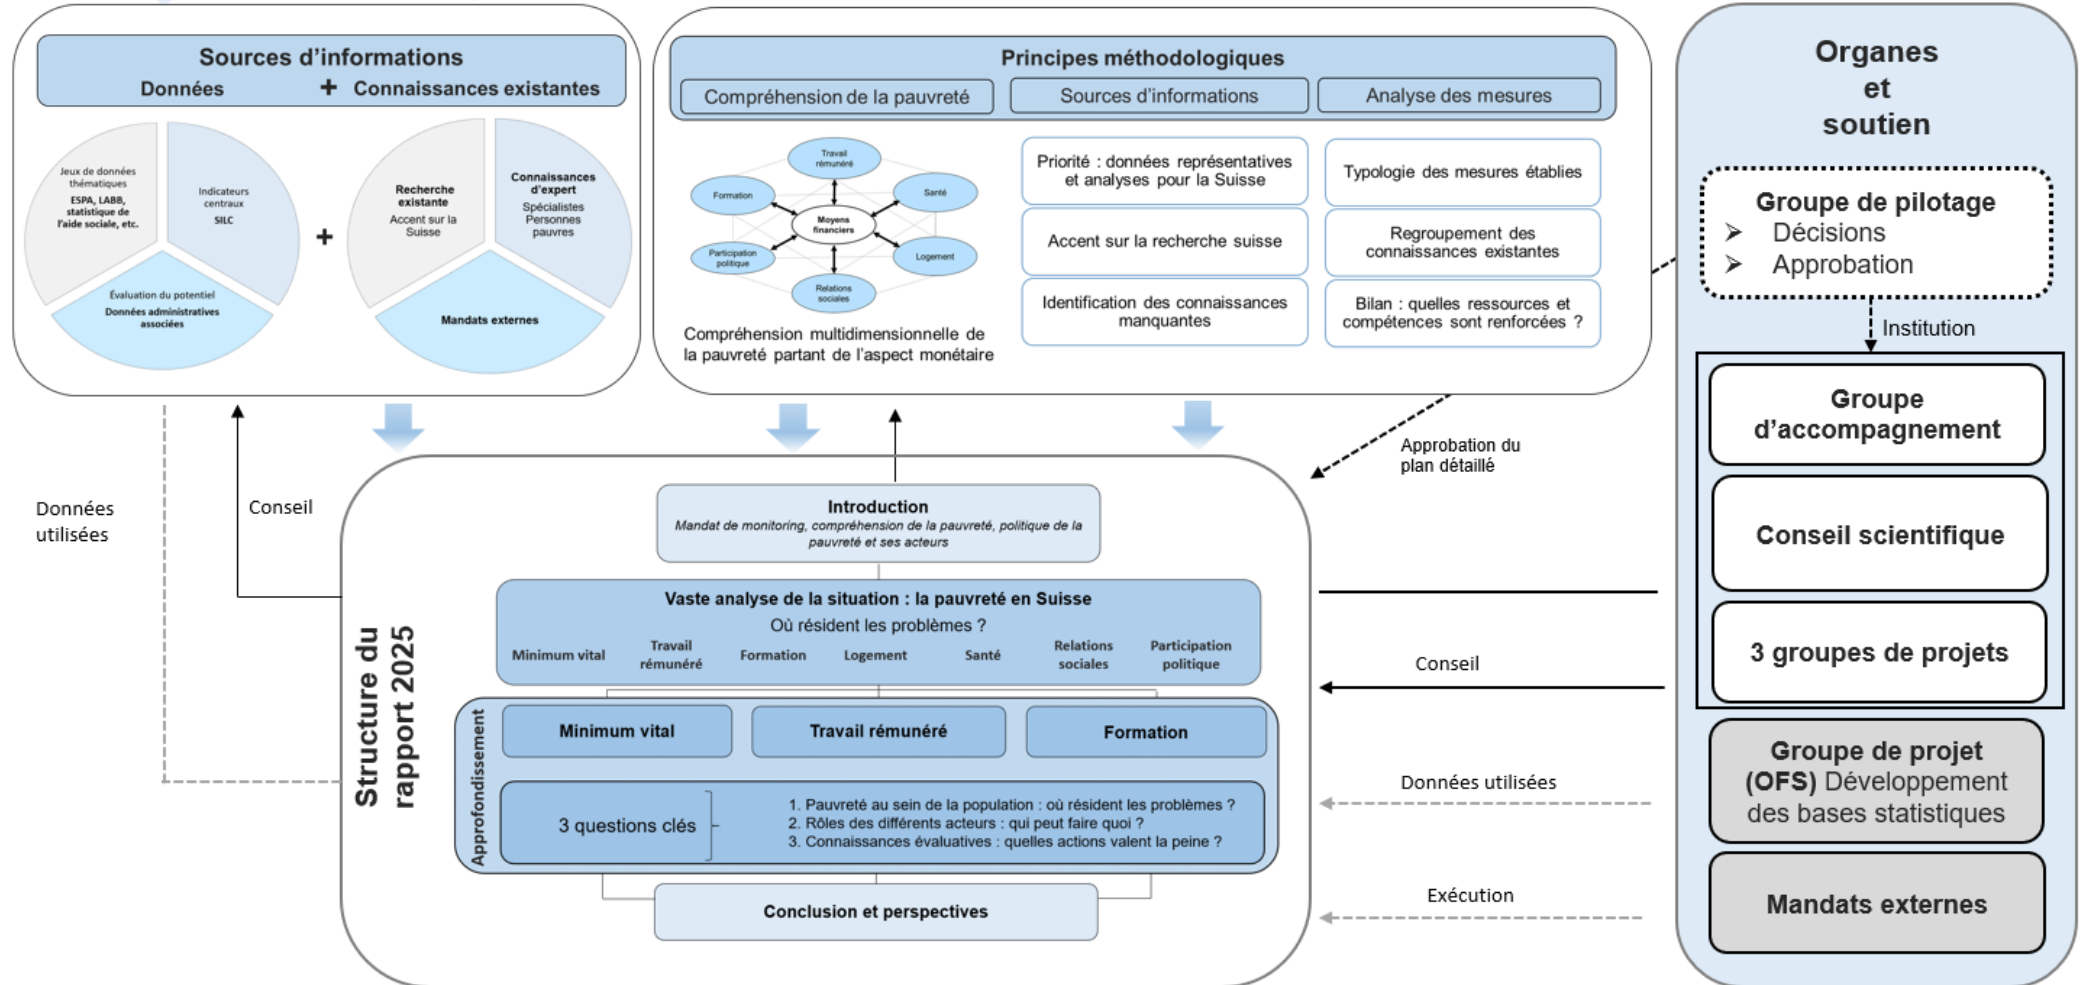 Sources d’informations
Données + Connaissances existantes
Jeux de données
thématiques
ESPA, LABB,
statistique de
l’aide sociale, etc.
Indicateurs
centraux
SILC
Évaluation du potentiel
Données administratives
associées
+
Recherche
existante
Accent sur la
Suisse
Connaissances
d’expert
Spécialistes
Personnes
pauvres
Mandats externes
Principes méthodologiques
Compréhension de la pauvreté
Sources d’informations
Analyse des mesures
Travail
rémunéré
Formation
Santé
Moyens
financiers
Participation
politique
Logement
Relations
sociales
Compréhension multidimensionnelle de
la pauvreté partant de l’aspect monétaire
Priorité : données représentatives
et analyses pour la Suisse
Accent sur la recherche suisse
Identification des connaissances
manquantes
Typologie des mesures établies
Regroupement des
connaissances existantes
Bilan : quelles ressources et
compétences sont renforcées ?
Organes
et
soutien
Groupe de pilotage
➢ Décisions
➢ Approbation
Institution
Groupe
d’accompagnement
Conseil scientifique
3 groupes de projets
Groupe de projet
(OFS) Développement
des bases statistiques
Mandats externes
Données
utilisées
Conseil
Approbation du
plan détaillé
Conseil
Données utilisées
Exécution
Structure du
rapport 2025
Introduction
Mandat de monitoring, compréhension de la pauvreté, politique de la
pauvreté et ses acteurs
Vaste analyse de la situation : la pauvreté en Suisse
Où résident les problèmes ?
Minimum vital
Travail
rémunéré
Formation
Logement
Santé
Relations
sociales
Participation
politique
Approfondissement
Minimum vital
Travail rémunéré
Formation
3 questions clés
1. Pauvreté au sein de la population : où résident les problèmes ?
2. Rôles des différents acteurs : qui peut faire quoi ?
3. Connaissances évaluatives : quelles actions valent la peine ?
Conclusion et perspectives